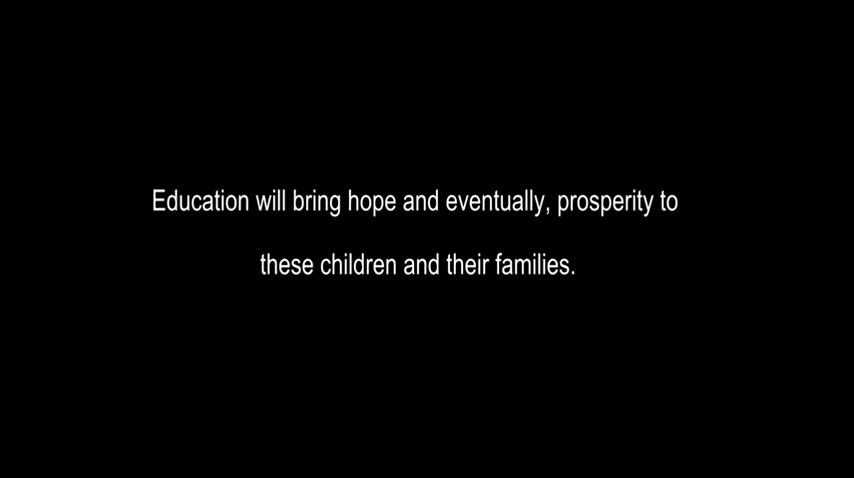 Education will bring hope and eventually, prosperity to
these children and their families.